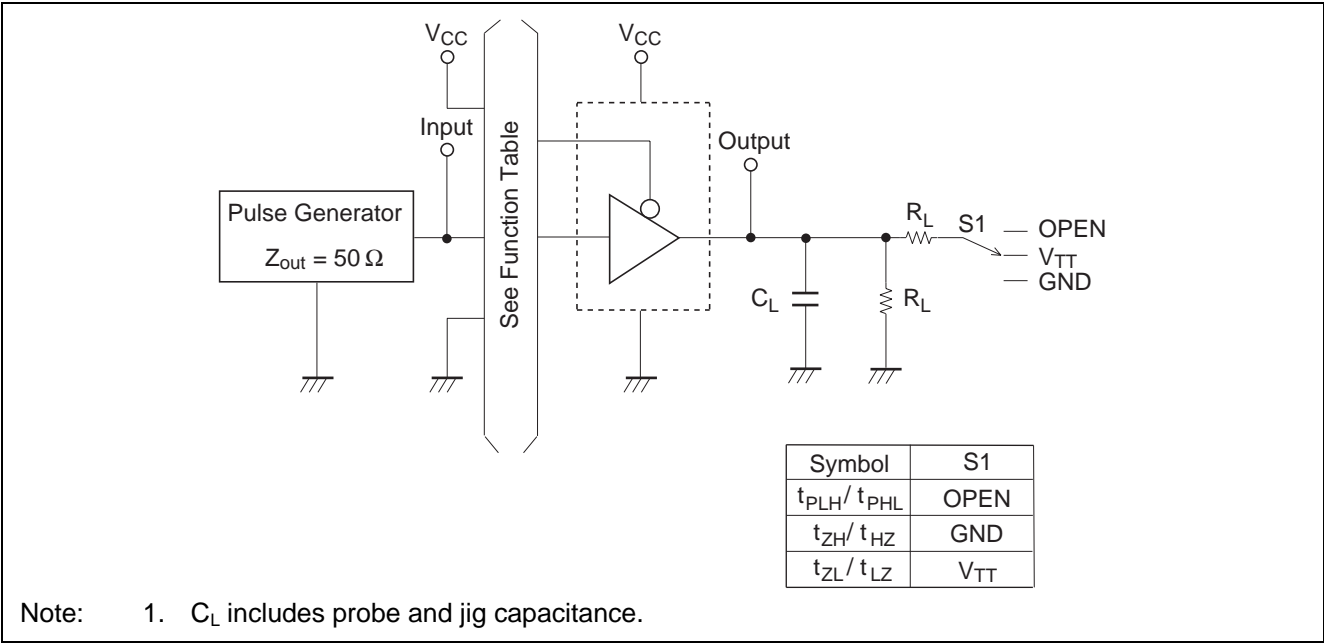 VCC
VCC
Input
Output
See Function Table
Pulse Generator
Zout = 50 Ω
RL
S1
OPEN
VTT
GND
CL
RL
Symbol S1
tPLH/ tPHL OPEN
tZH/ tHZ GND
tZL/ tLZ VTT
Note: 1. CL includes probe and jig capacitance.